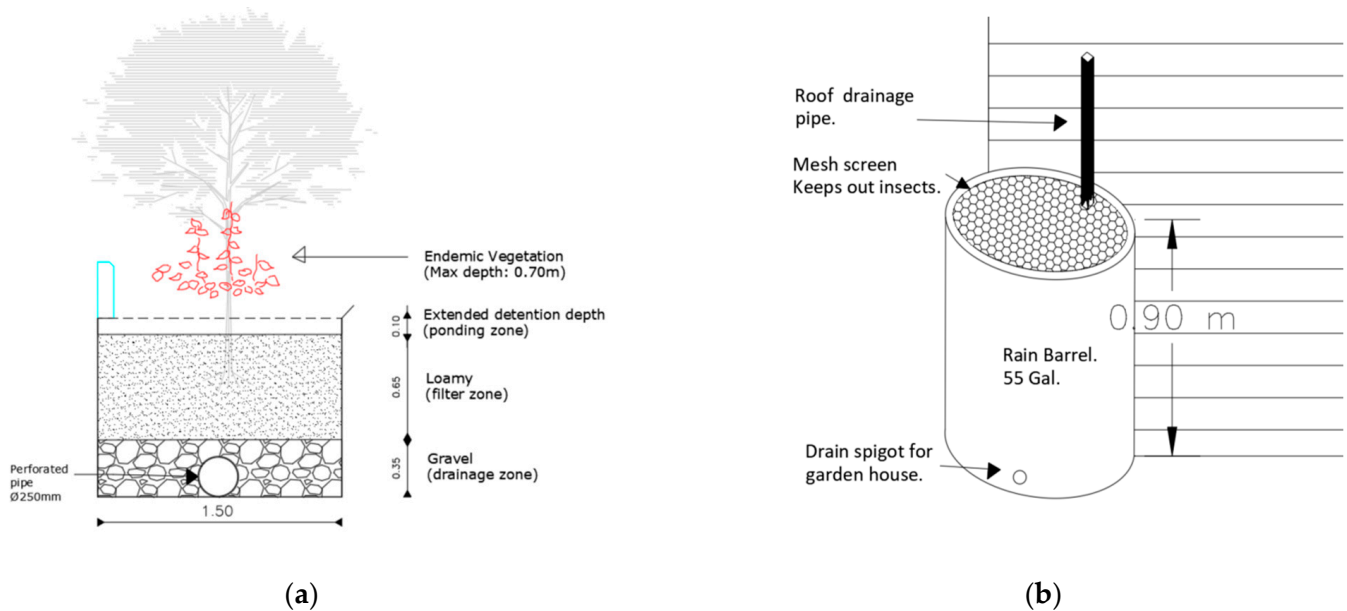 Endemic Vegetation
(Max depth: 0.70m)
0.10
Extended detention depth
(ponding zone)
0.65
Loamy
(filter zone)
0.35
Gravel
(drainage zone)
Perforated
pipe
Ø250mm
1.50
(a)
Roof drainage
pipe.
Mesh screen
Keeps out insects.
0.90 m
Rain Barrel.
55 Gal.
Drain spigot for
garden house.
(b)